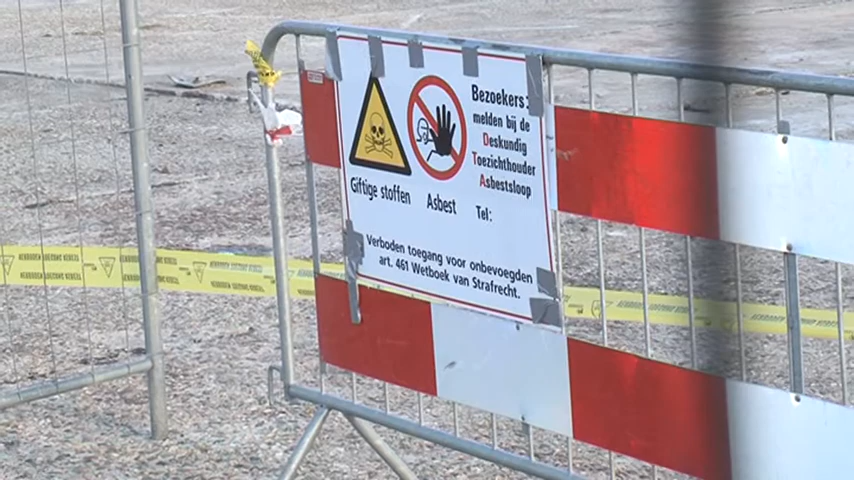 Bezoekers:
melden bij de
Deskundig
Toezichthouder
Asbestsloop
Giftige stoffen
Asbest
Tel:
Verboden toegang voor onbevoegden
art. 461 Wetboek van Strafrecht.